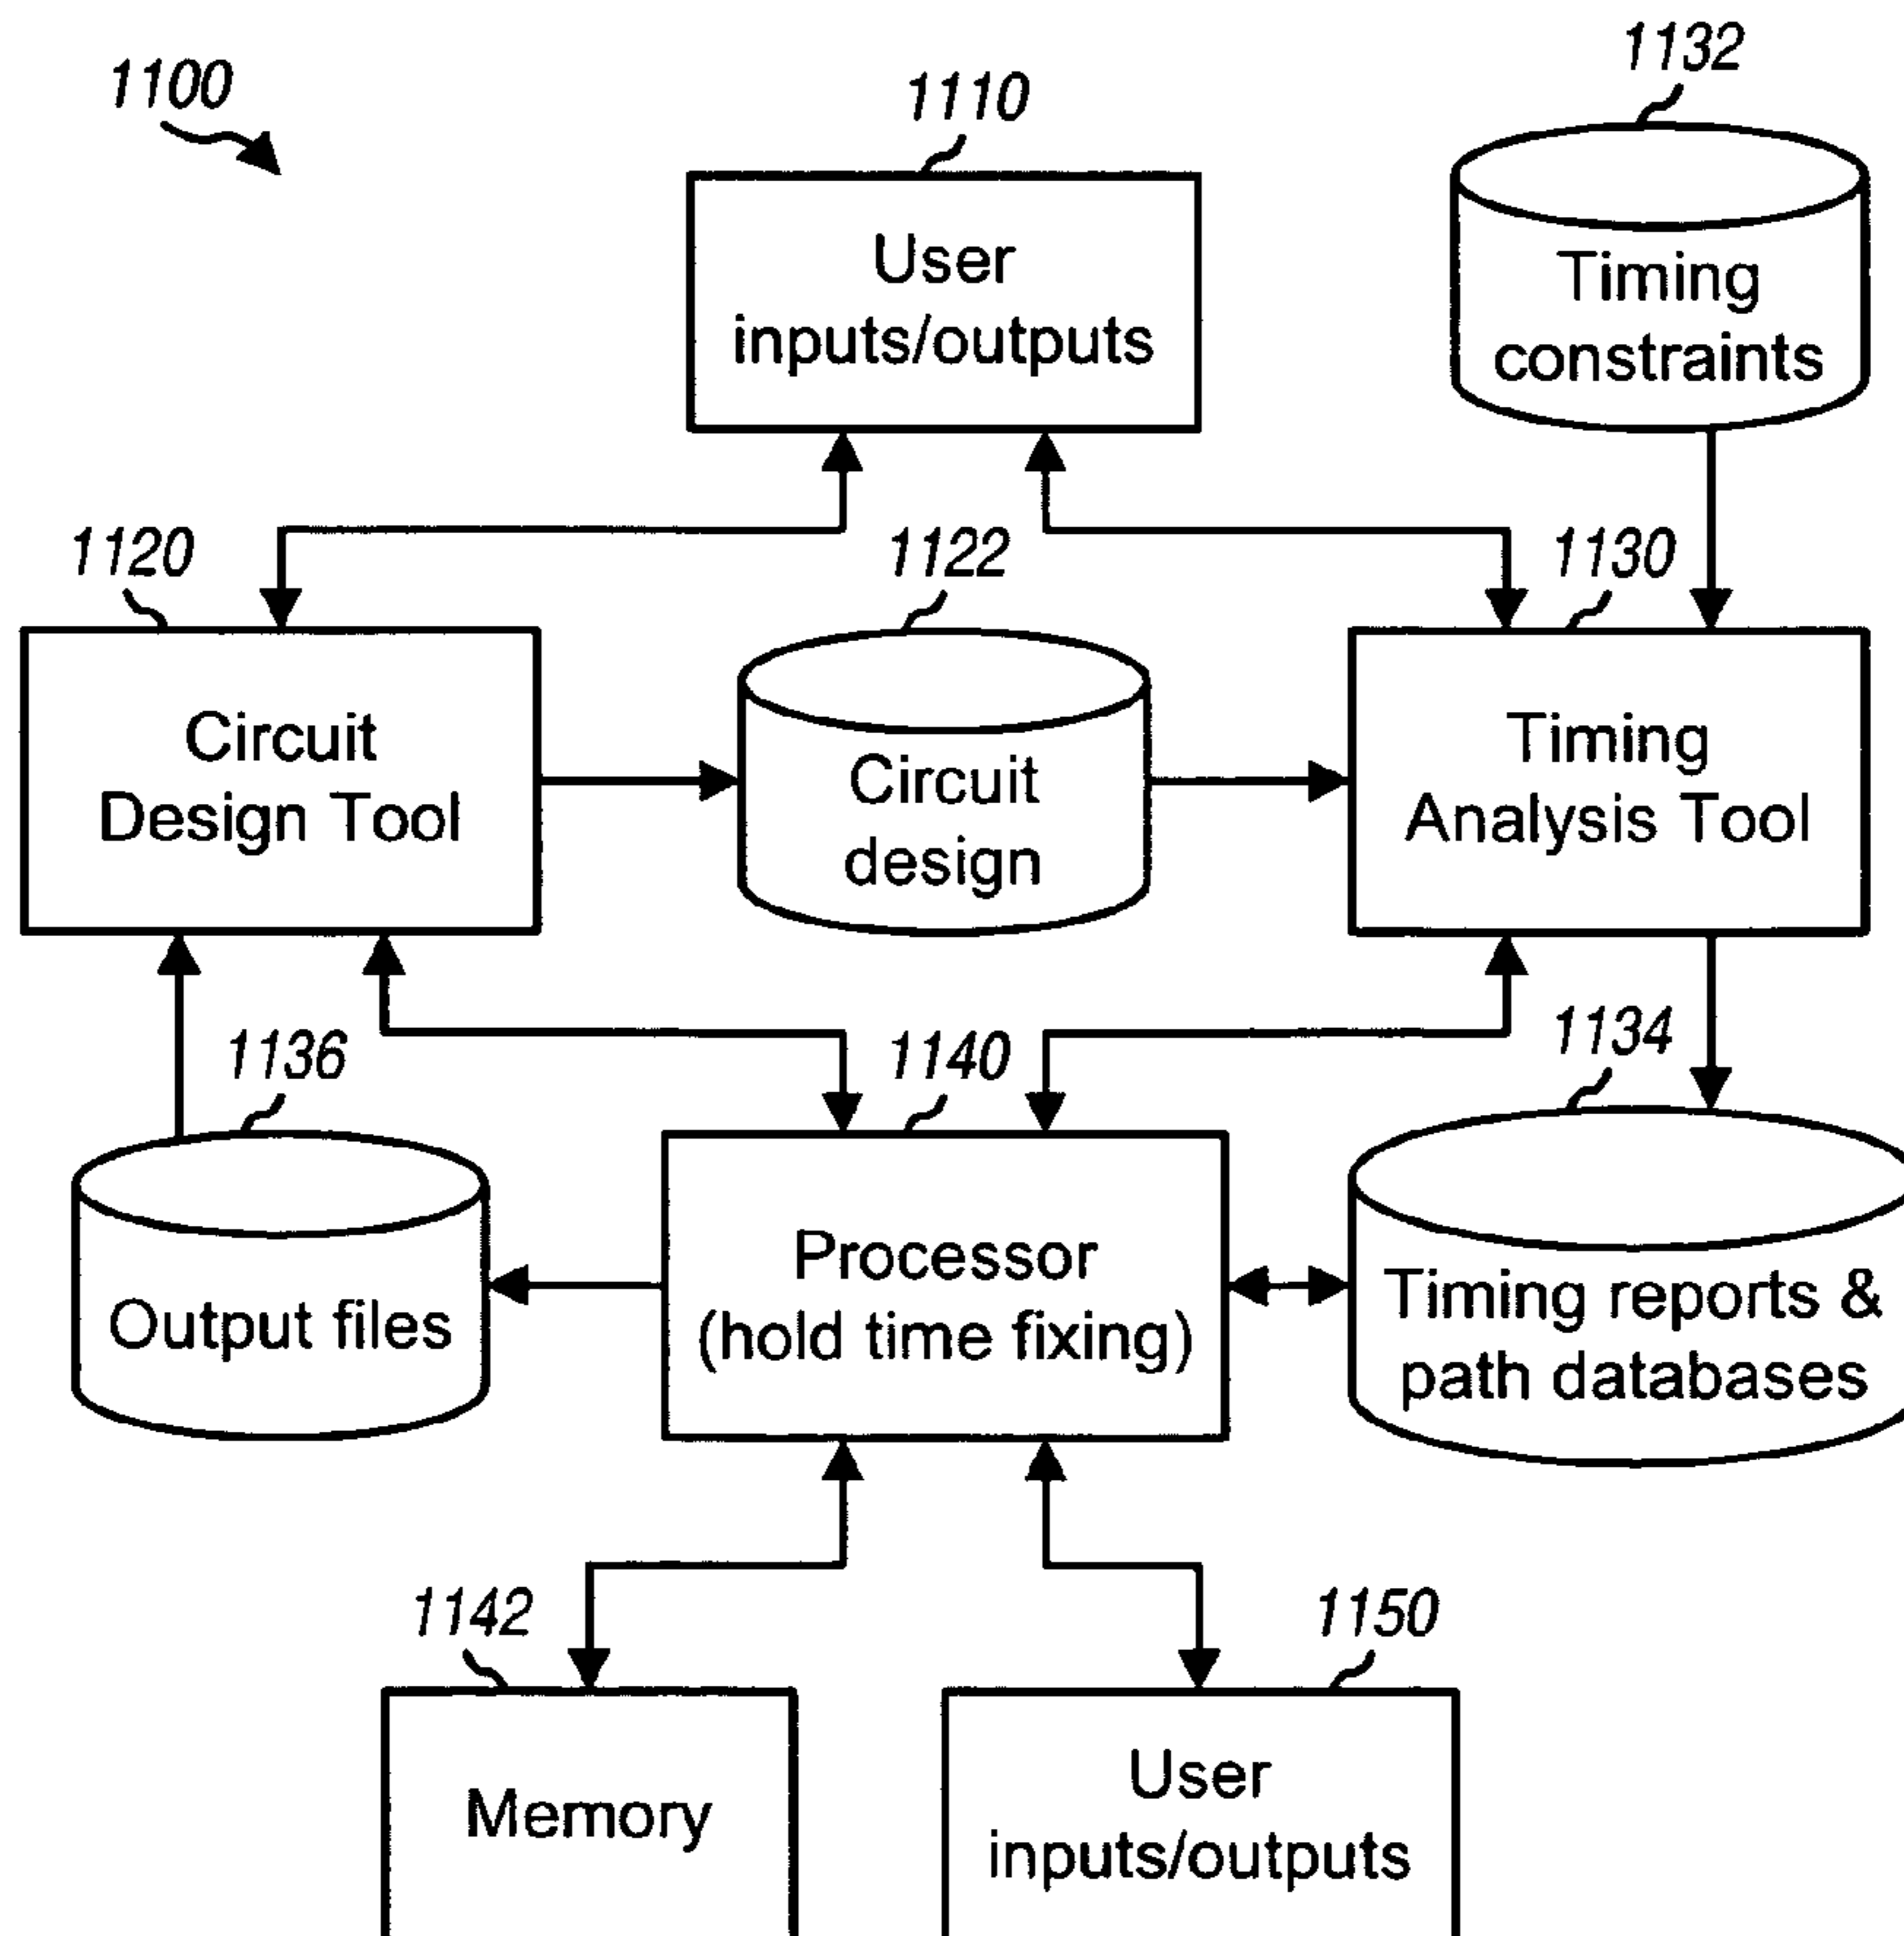 1100
1110
1132
User
inputs/outputs
Timing
constraints
1120
1122
1130
Circuit
Design Tool
Circuit
design
Timing
Analysis Tool
1136
1140
1134
Output files
Processor
(hold time fixing)
Timing reports &
path databases
1142
1150
Memory
User
inputs/outputs